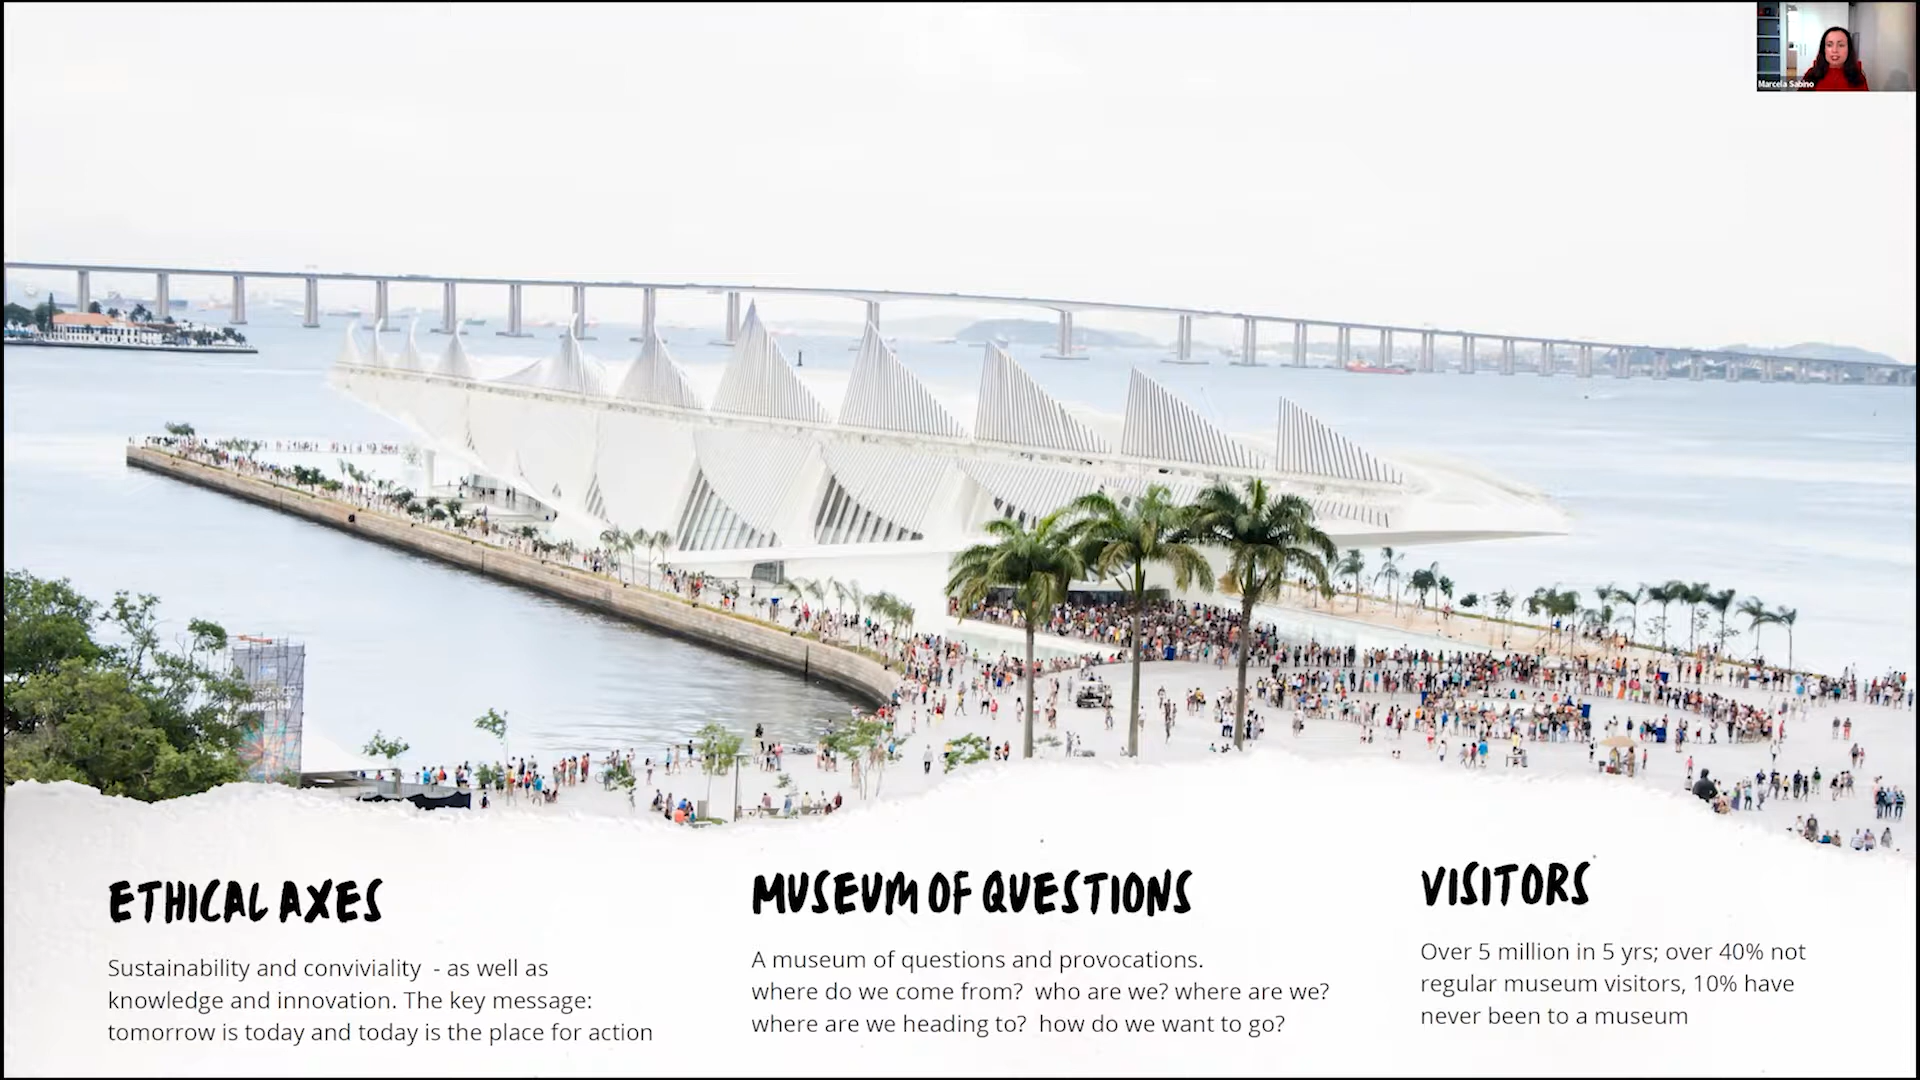 Marcela Sabino
ETHICAL AXES
Sustainability and conviviality - as well as
knowledge and innovation. The key message:
tomorrow is today and today is the place for action
MUSEUM OF QUESTIONS
A museum of questions and provocations.
where do we come from? who are we? where are we?
where are we heading to? how do we want to go?
VISITORS
Over 5 million in 5 yrs; over 40% not
regular museum visitors, 10% have
never been to a museum